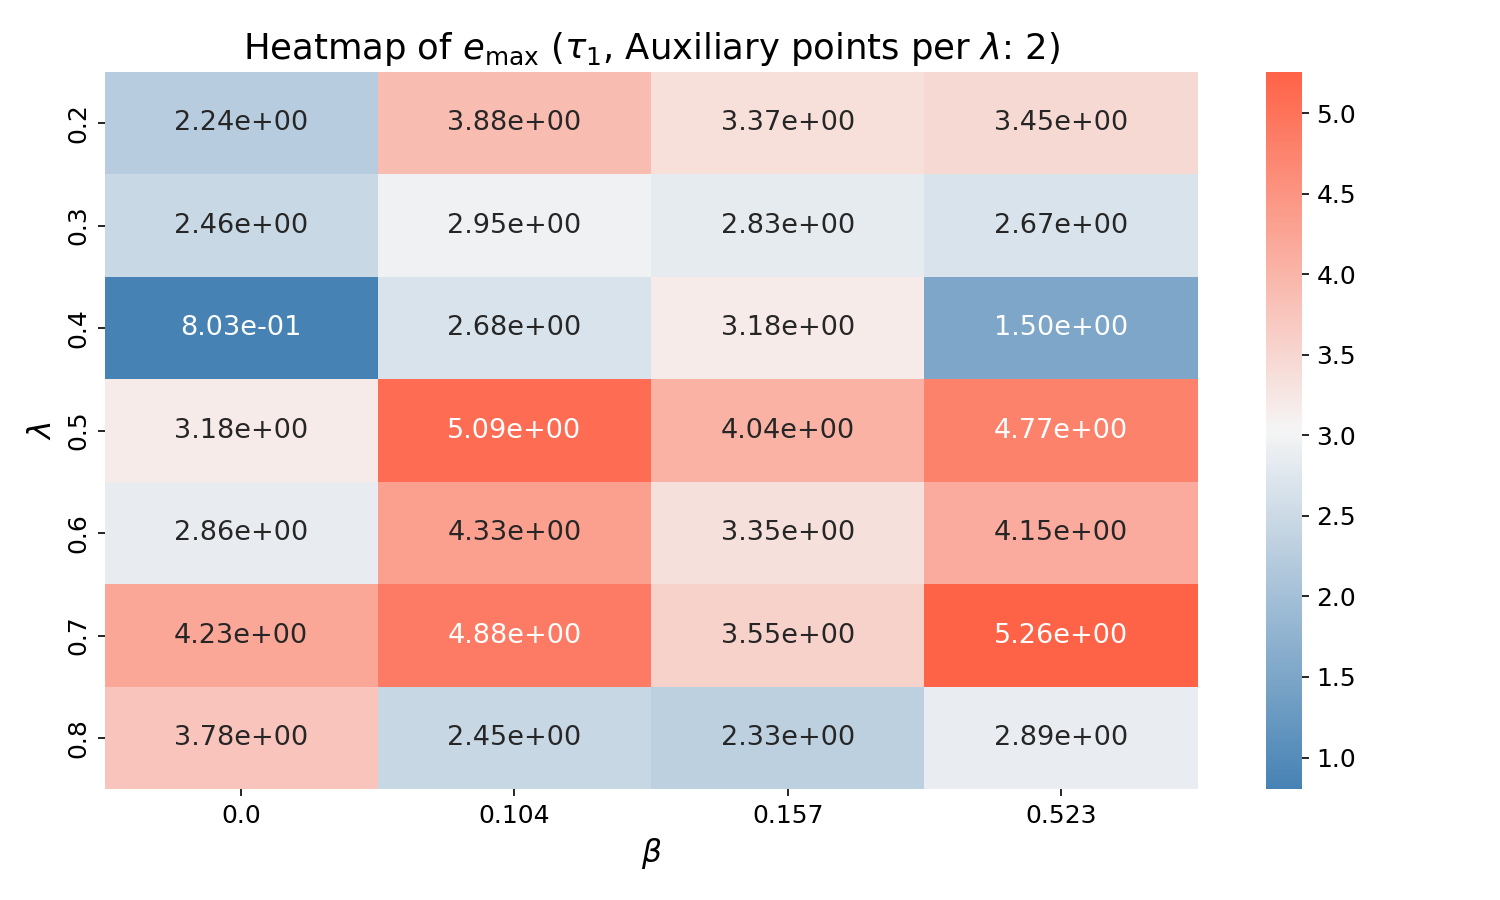 Heatmap of e_max (τ₁, Auxiliary points per λ: 2)
λ
0.2 2.24e+00 3.88e+00 3.37e+00 3.45e+00
0.3 2.46e+00 2.95e+00 2.83e+00 2.67e+00
0.4 8.03e-01 2.68e+00 3.18e+00 1.50e+00
0.5 3.18e+00 5.09e+00 4.04e+00 4.77e+00
0.6 2.86e+00 4.33e+00 3.35e+00 4.15e+00
0.7 4.23e+00 4.88e+00 3.55e+00 5.26e+00
0.8 3.78e+00 2.45e+00 2.33e+00 2.89e+00
0.0 0.104 0.157 0.523
β
5.0
4.5
4.0
3.5
3.0
2.5
2.0
1.5
1.0